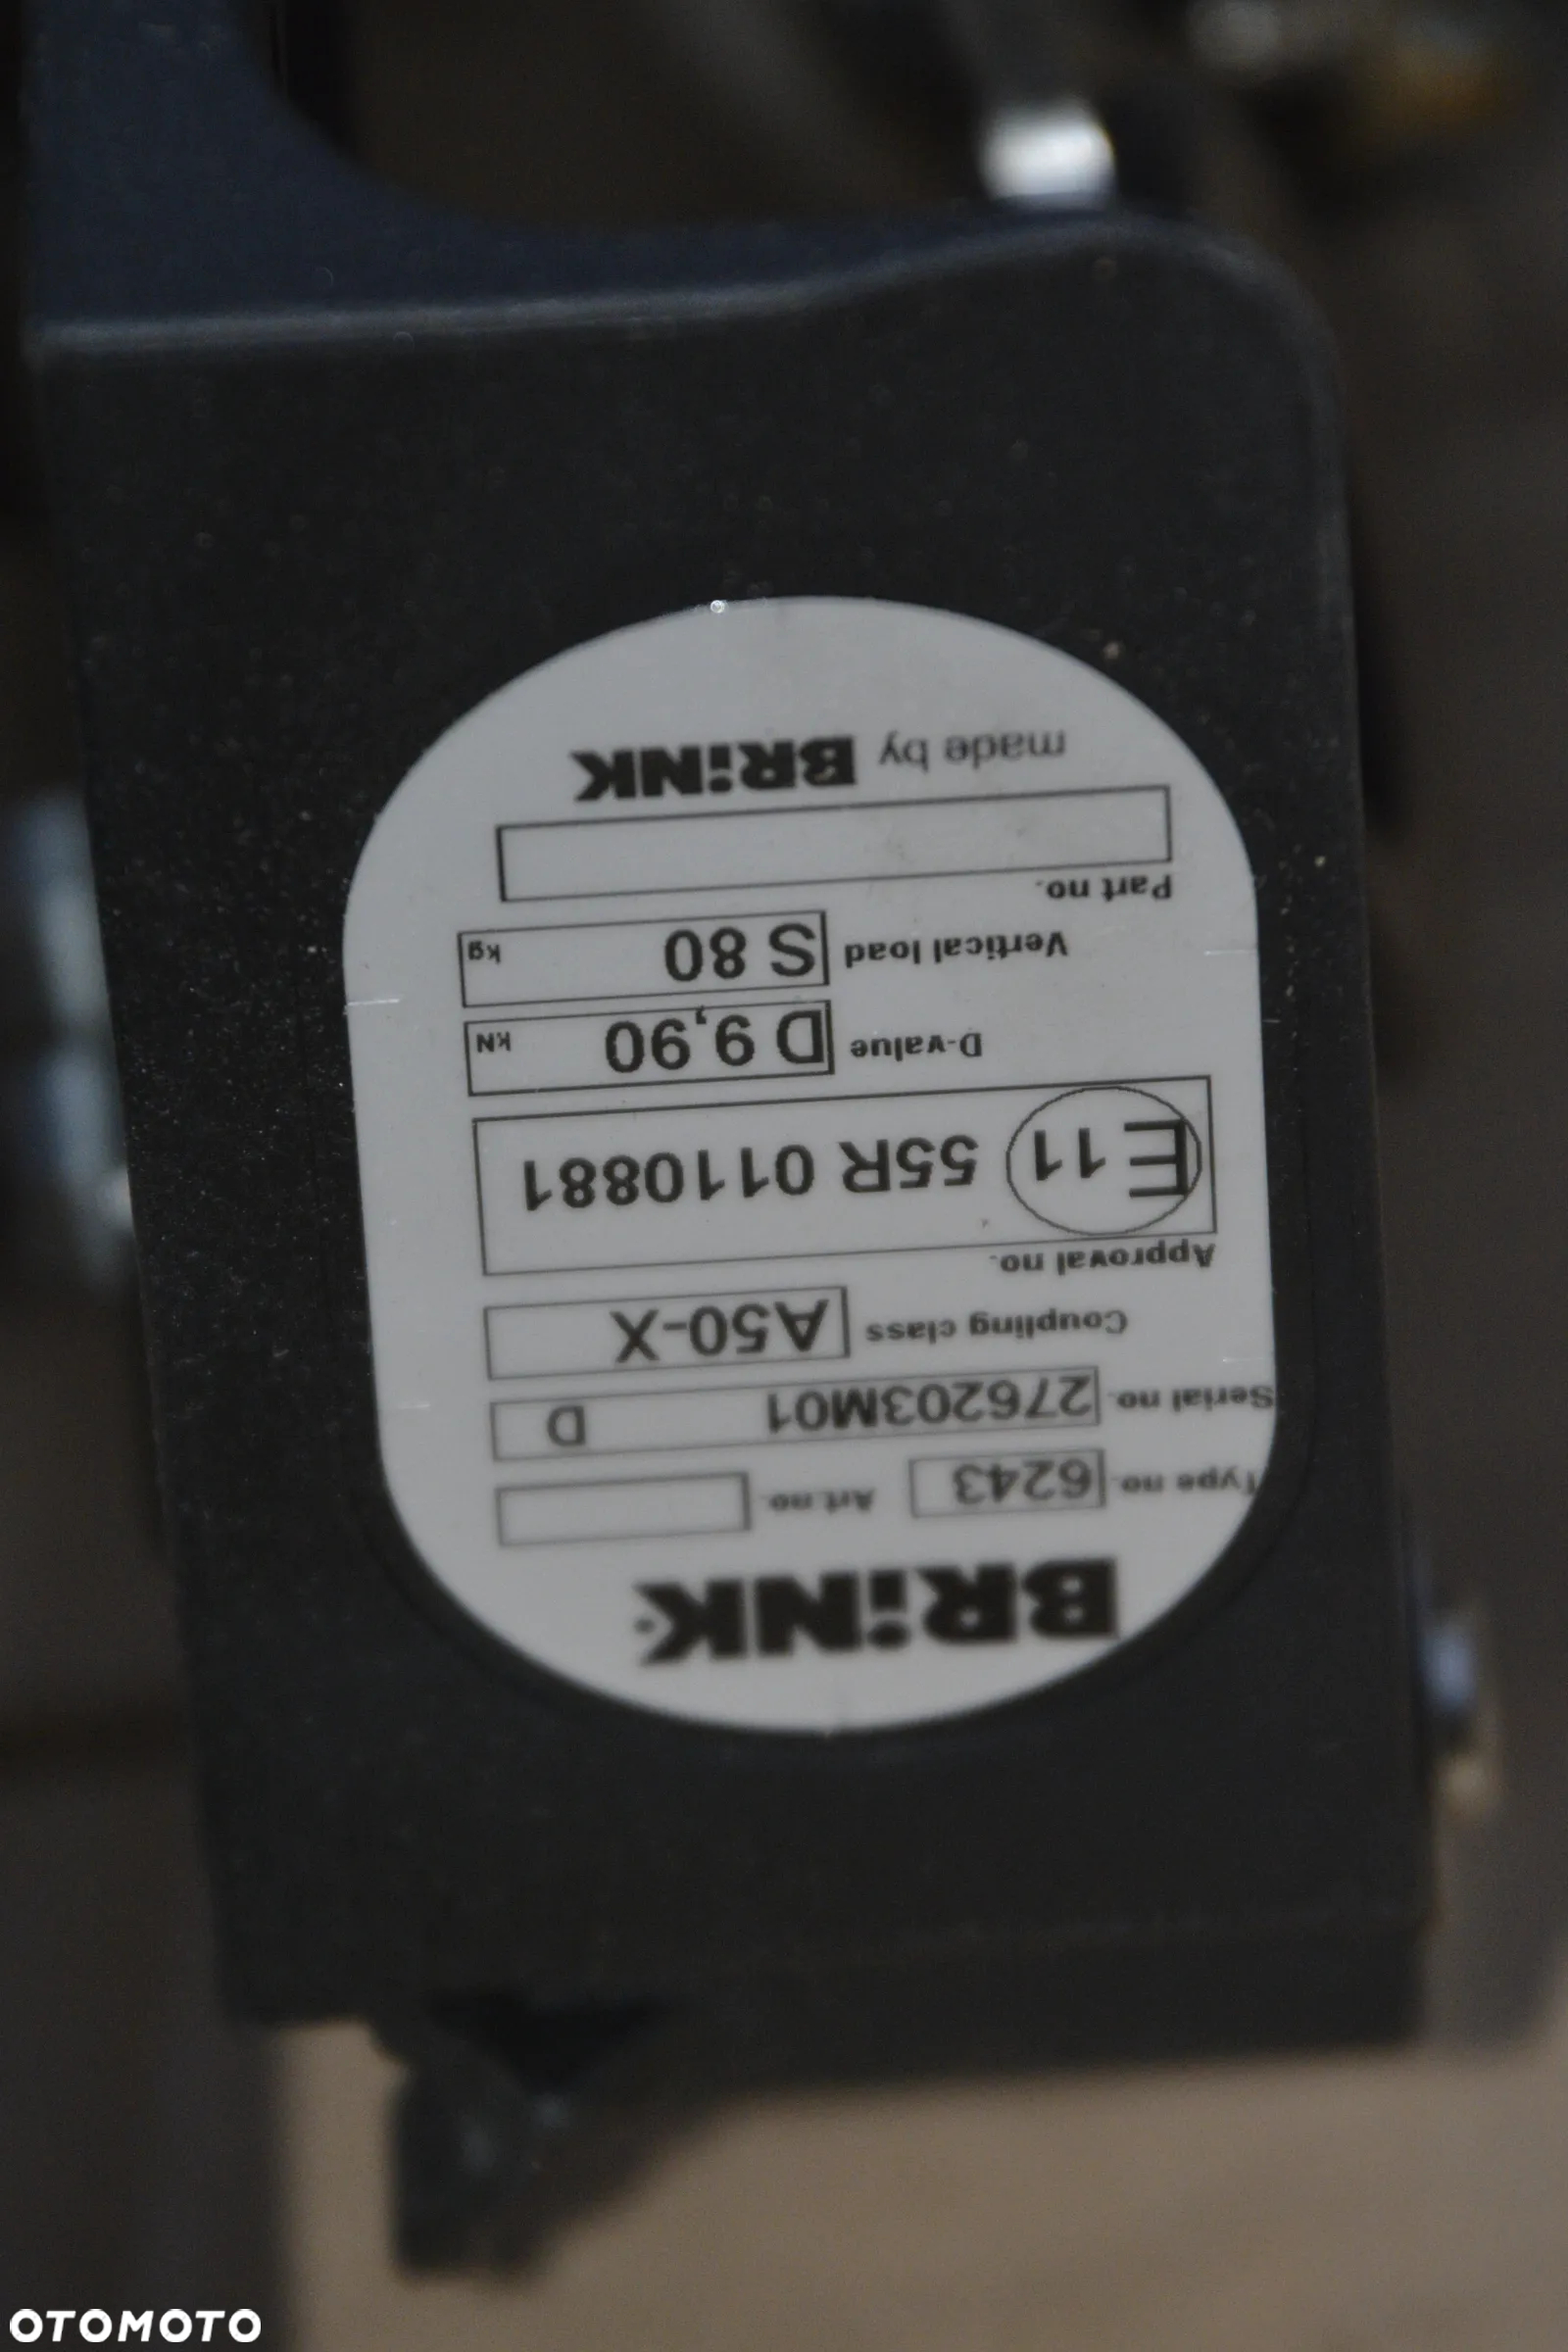 BRiNK
Type no. 6243 Art.no.
Serial no. 276203M01 D
Coupling class A50-X
Approval no.
E 11 55R 0110881
D-value D 9,90 kN
Vertical load S 80 kg
Part no.
made by BRiNK
OTOMOTO